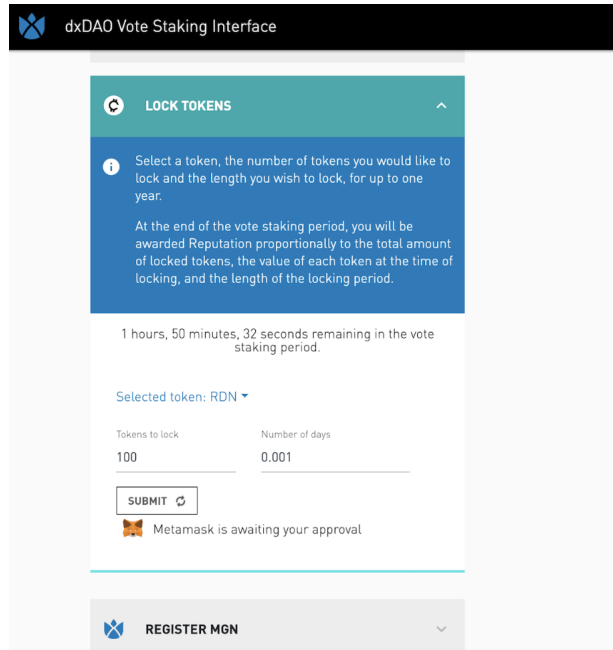 dxDAO Vote Staking Interface
LOCK TOKENS
Select a token, the number of tokens you would like to
lock and the length you wish to lock, for up to one
year.
At the end of the vote staking period, you will be
awarded Reputation proportionally to the total amount
of locked tokens, the value of each token at the time of
locking, and the length of the locking period.
1 hours, 50 minutes, 32 seconds remaining in the vote
staking period.
Selected token: RDN
Tokens to lock
Number of days
100
0.001
SUBMIT
Metamask is awaiting your approval
REGISTER MGN